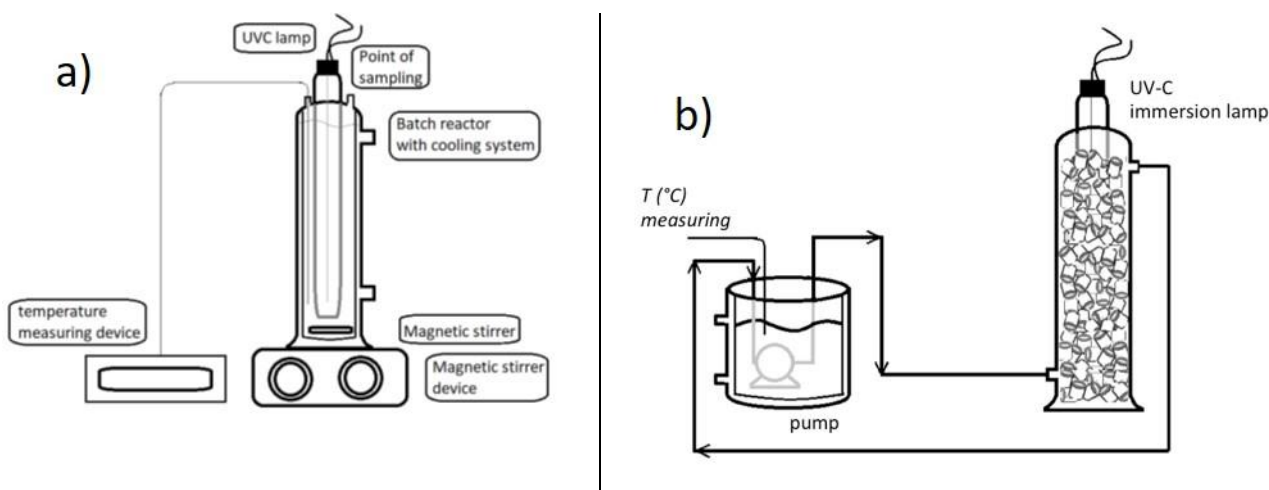 a)
UVC lamp
Point of
sampling
Batch reactor
with cooling system
temperature
measuring device
Magnetic stirrer
Magnetic stirrer
device
b)
UV-C
immersion lamp
T (°C)
measuring
pump